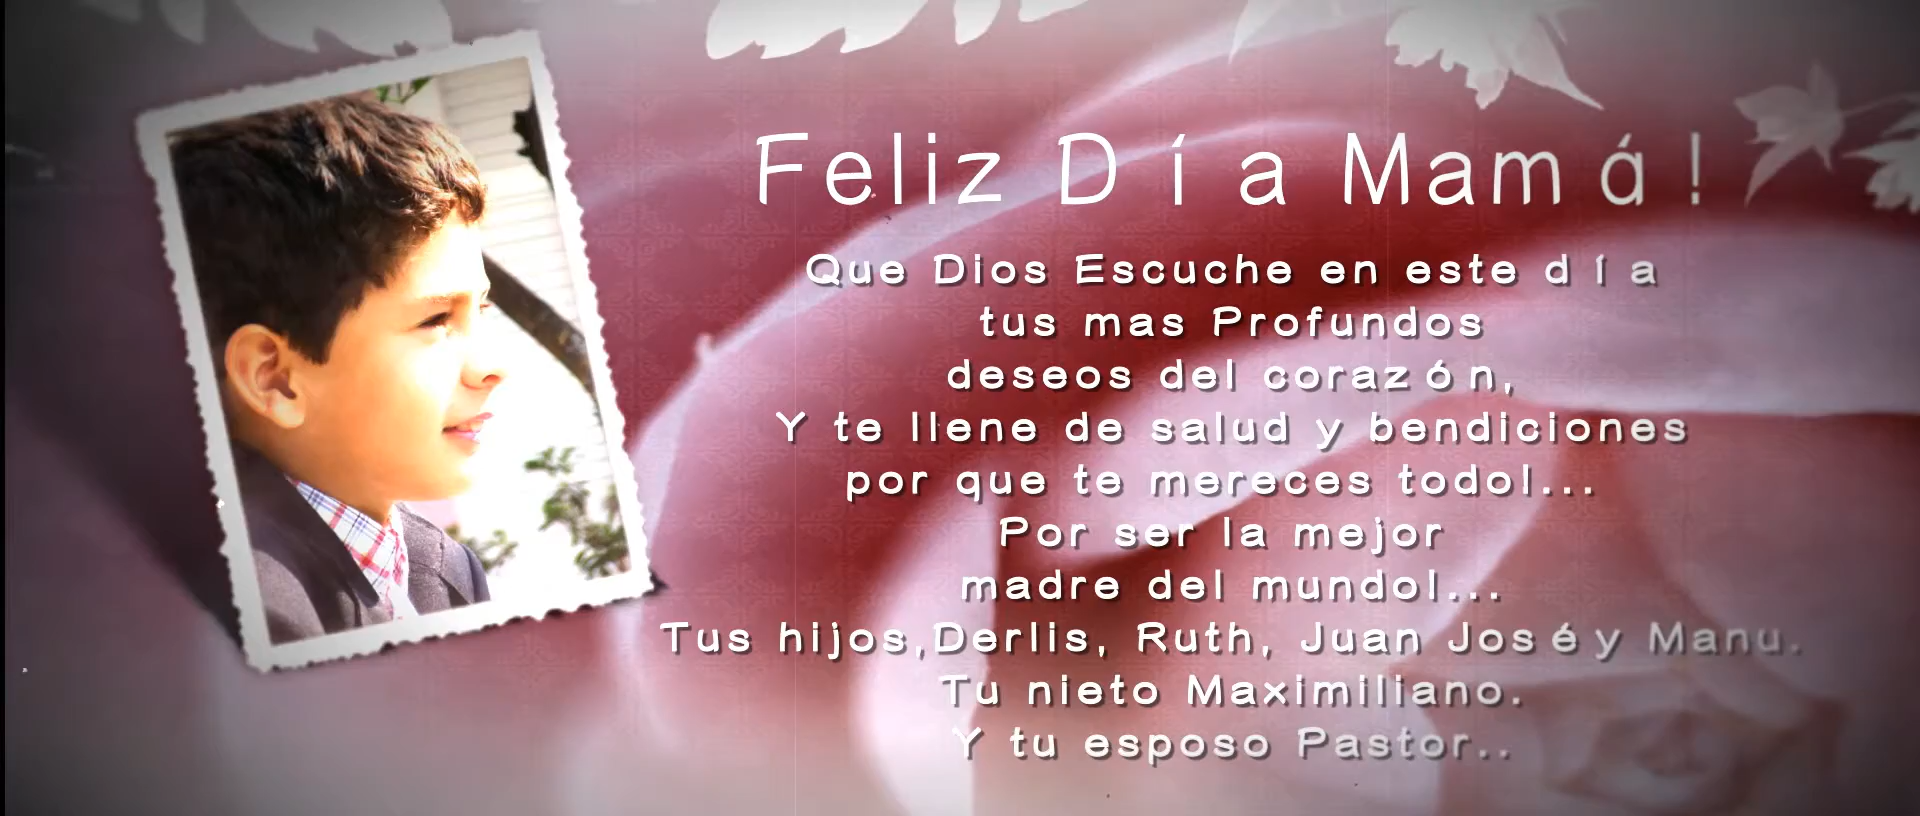 Feliz Día Mamá!
Que Dios Escuche en este día
tus mas Profundos
deseos del corazón,
Y te llene de salud y bendiciones
por que te mereces todol...
Por ser la mejor
madre del mundol...
Tus hijos,Derlis, Ruth, Juan José y Manu.
Tu nieto Maximiliano.
Y tu esposo Pastor..